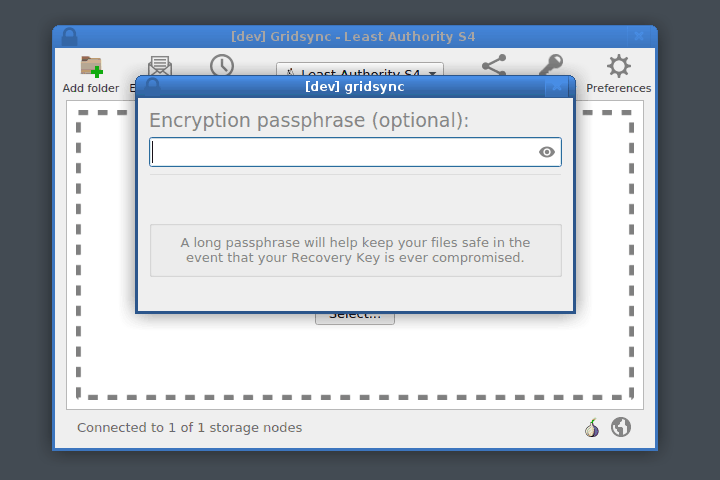 [dev] Gridsync - Least Authority S4
Least Authority S4
Add folder
Preferences
[dev] gridsync
Encryption passphrase (optional):
A long passphrase will help keep your files safe in the
event that your Recovery Key is ever compromised.
Select...
Connected to 1 of 1 storage nodes